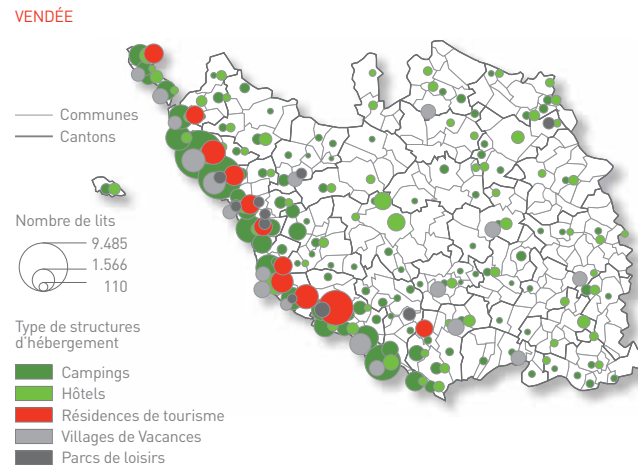 VENDÉE
Communes
Cantons
Nombre de lits
9.485
1.566
110
Type de structures
d'hébergement
Campings
Hôtels
Résidences de tourisme
Villages de Vacances
Parcs de loisirs